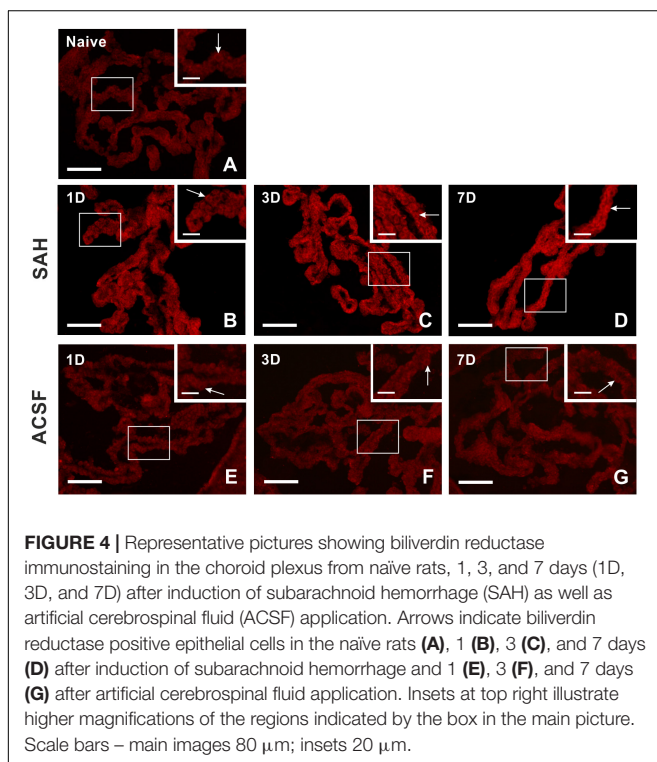 Naive
A
SAH
1D
B
3D
C
7D
D
ACSF
1D
E
3D
F
7D
G
FIGURE 4 | Representative pictures showing biliverdin reductase
immunostaining in the choroid plexus from naïve rats, 1, 3, and 7 days (1D,
3D, and 7D) after induction of subarachnoid hemorrhage (SAH) as well as
artificial cerebrospinal fluid (ACSF) application. Arrows indicate biliverdin
reductase positive epithelial cells in the naïve rats (A), 1 (B), 3 (C), and 7 days
(D) after induction of subarachnoid hemorrhage and 1 (E), 3 (F), and 7 days
(G) after artificial cerebrospinal fluid application. Insets at top right illustrate
higher magnifications of the regions indicated by the box in the main picture.
Scale bars – main images 80 μm; insets 20 μm.